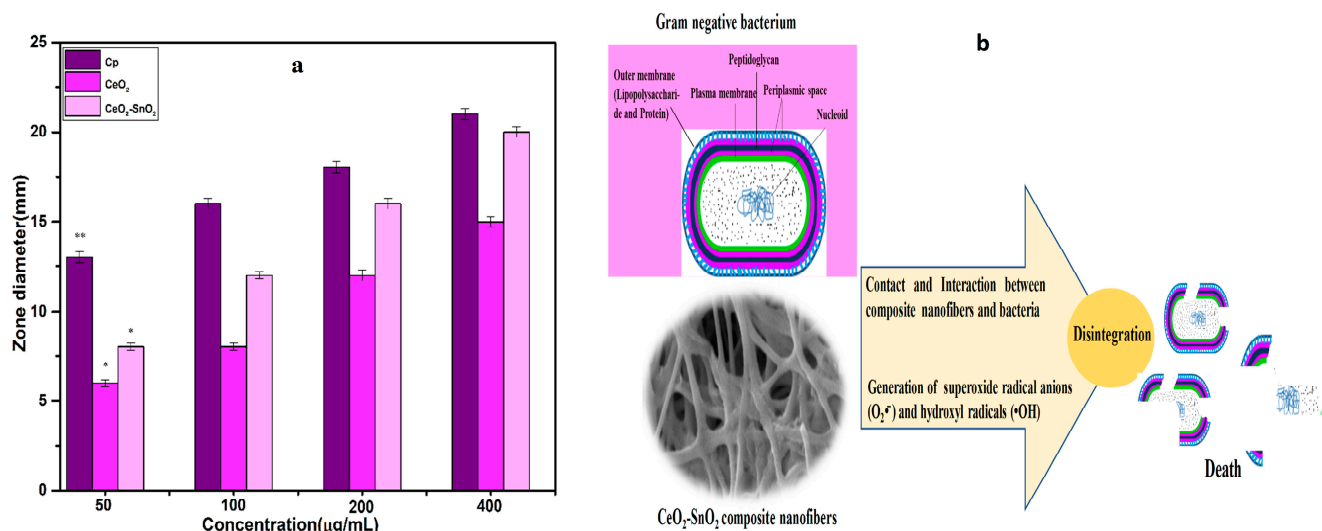 a
Cp
CeO₂
CeO₂-SnO₂
**
*
*
Zone diameter(mm)
25
20
15
10
5
0
50
100
200
400
Concentration(µg/mL)
b
Gram negative bacterium
Peptidoglycan
Outer membrane
(Lipopolysacchari-
de and Protein)
Plasma membrane
Periplasmic space
Nucleoid
CeO₂-SnO₂ composite nanofibers
Contact and Interaction between
composite nanofibers and bacteria
Generation of superoxide radical anions
(O₂•⁻) and hydroxyl radicals (•OH)
Disintegration
Death